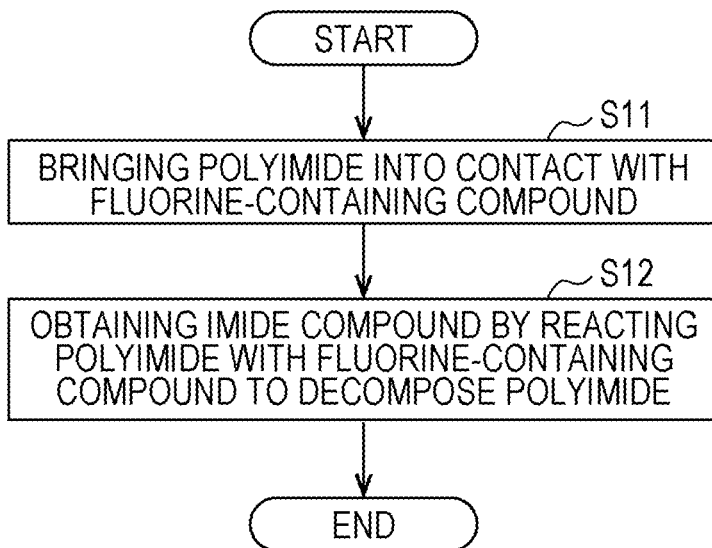 START
S11
BRINGING POLYIMIDE INTO CONTACT WITH
FLUORINE-CONTAINING COMPOUND
S12
OBTAINING IMIDE COMPOUND BY REACTING
POLYIMIDE WITH FLUORINE-CONTAINING
COMPOUND TO DECOMPOSE POLYIMIDE
END